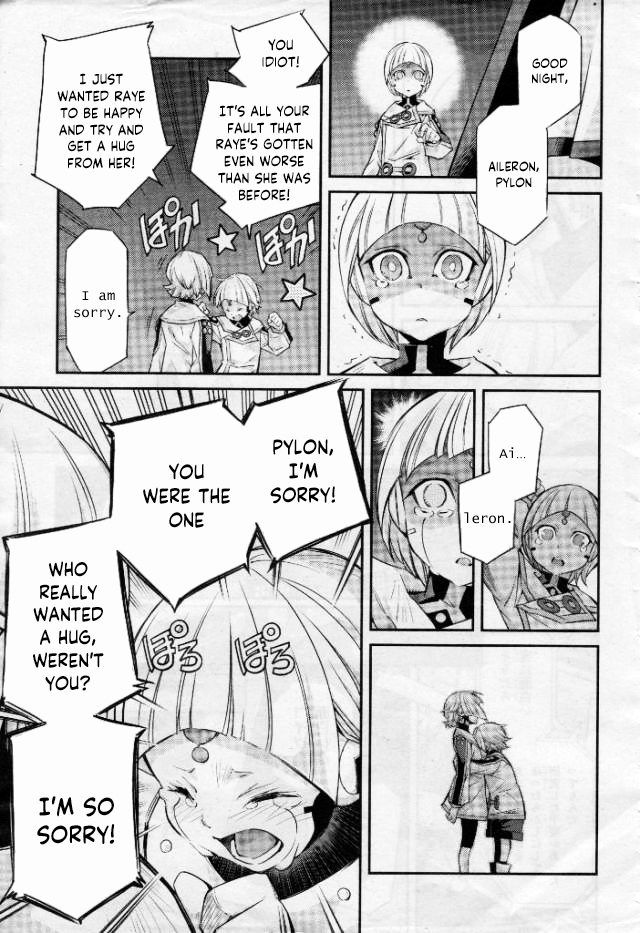 GOOD
NIGHT,
AILERON,
PYLON
YOU
IDIOT!
IT'S ALL YOUR
FAULT THAT
RAYE'S GOTTEN
EVEN WORSE
THAN SHE WAS
BEFORE!
I JUST
WANTED RAYE
TO BE HAPPY
AND TRY AND
GET A HUG
FROM HER!
ぽか
ぽか
I am
sorry.
Ai…
leron.
PYLON,
I'M
SORRY!
YOU
WERE THE
ONE
WHO
REALLY
WANTED
A HUG,
WEREN'T
YOU?
ぽろ
ぽろ
I'M SO
SORRY!